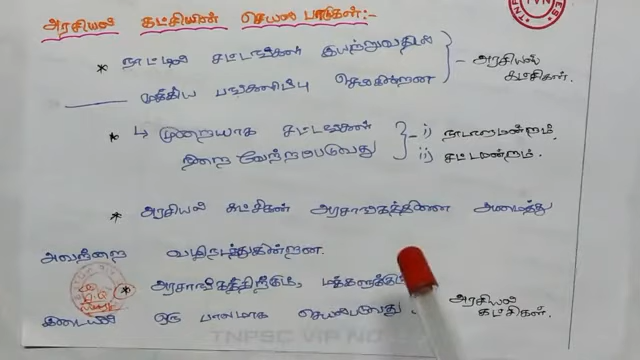 அரசியல் கட்சியின் செயல் பாடுகள்:-
* நாட்டில் சட்டங்கள் இயற்றுவதில் - அரசியல்
முக்கிய பங்களிப்பு செய்கின்றன கட்சிகள்.
* ↳ முறையாக சட்டங்கள் - i) நாடாளுமன்றம்.
நிறைவேற்றப்படுவது ii) சட்டமன்றம்.
* அரசியல் கட்சிகள் அரசாங்கத்தினை அமைத்து
அவற்றை வழிநடத்துகின்றன.
* அரசாங்கத்திற்கும், மக்களுக்கும்
இடையில் ஒரு பாலமாக செயல்படுவது அரசியல்
கட்சிகள்.
TNPSC VIP NO